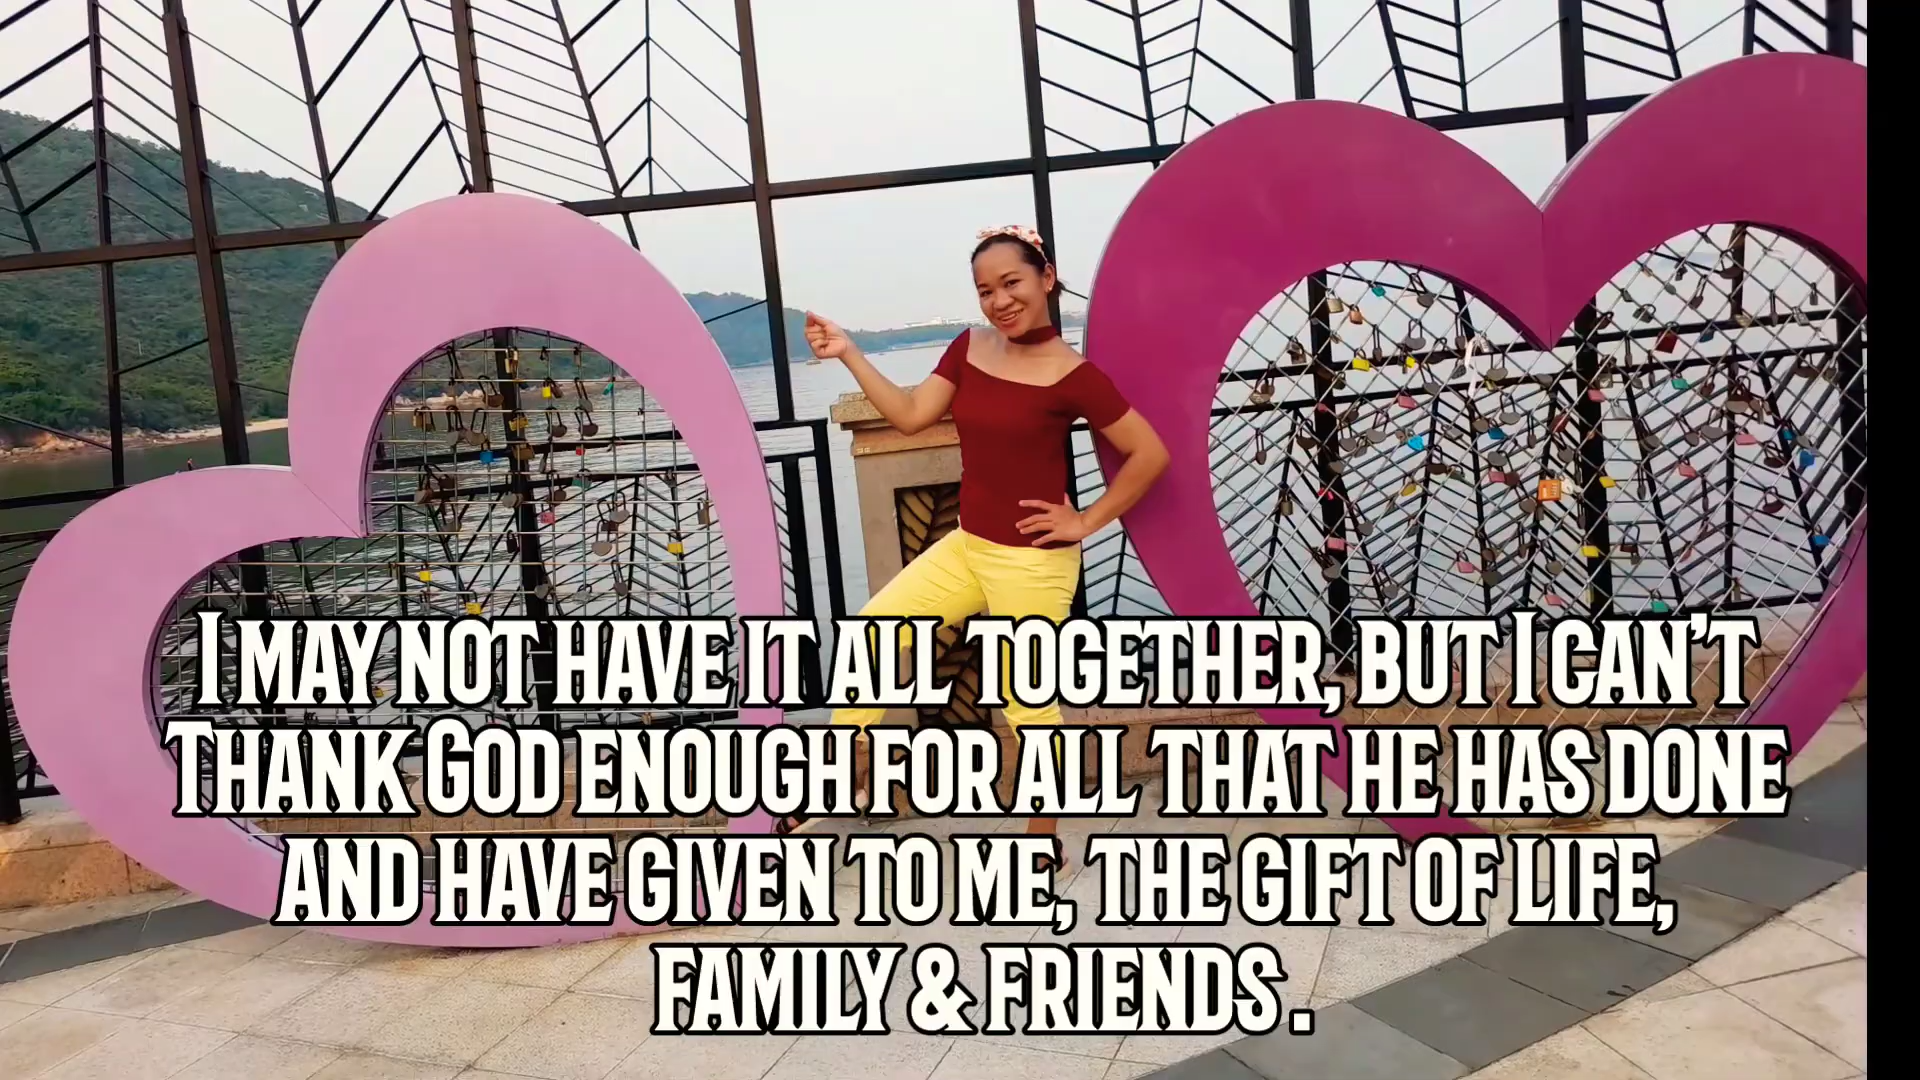 I may not have it all together, but I can't
Thank God enough for all that he has done
and have given to me, the gift of life,
family & friends .